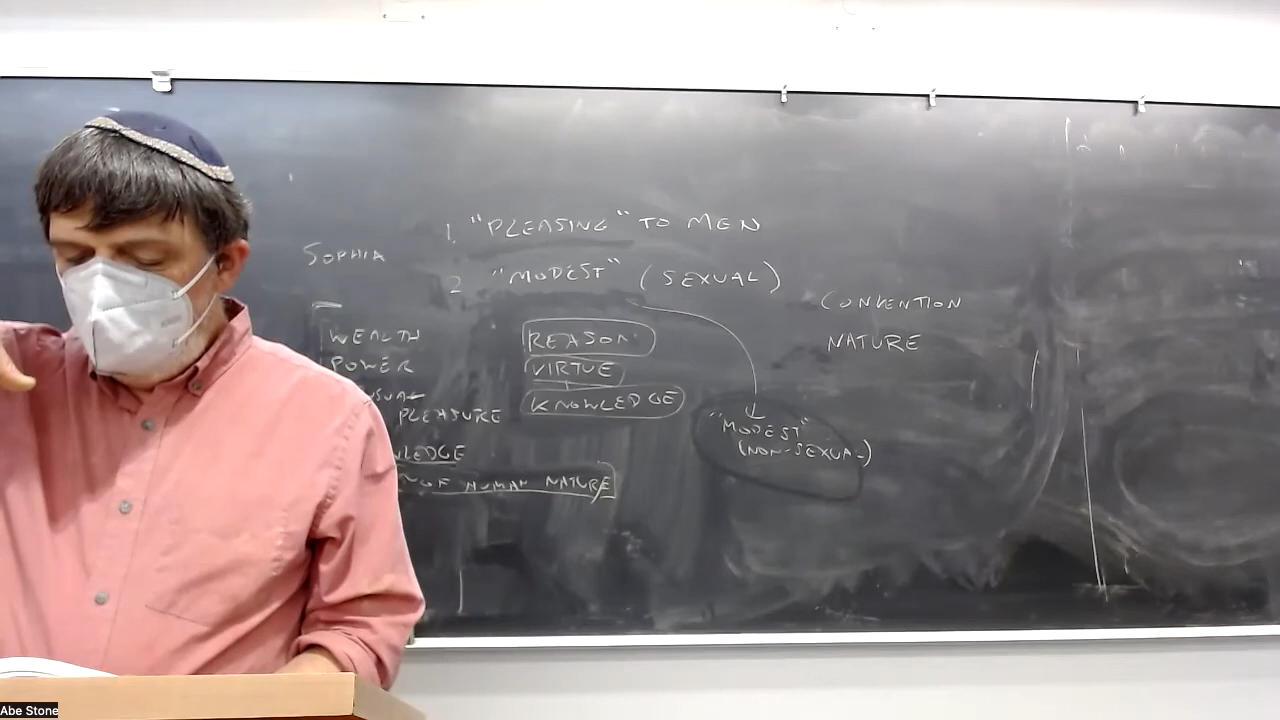 1. "PLEASING" TO MEN
SOPHIA
2 "MODEST" (SEXUAL)
CONVENTION
NATURE
WEALTH
POWER
PLEASURE
REASON
VIRTUE
KNOWLEDGE
"MODEST"
(NON-SEXUAL)
OF HUMAN NATURE
Abe Stone